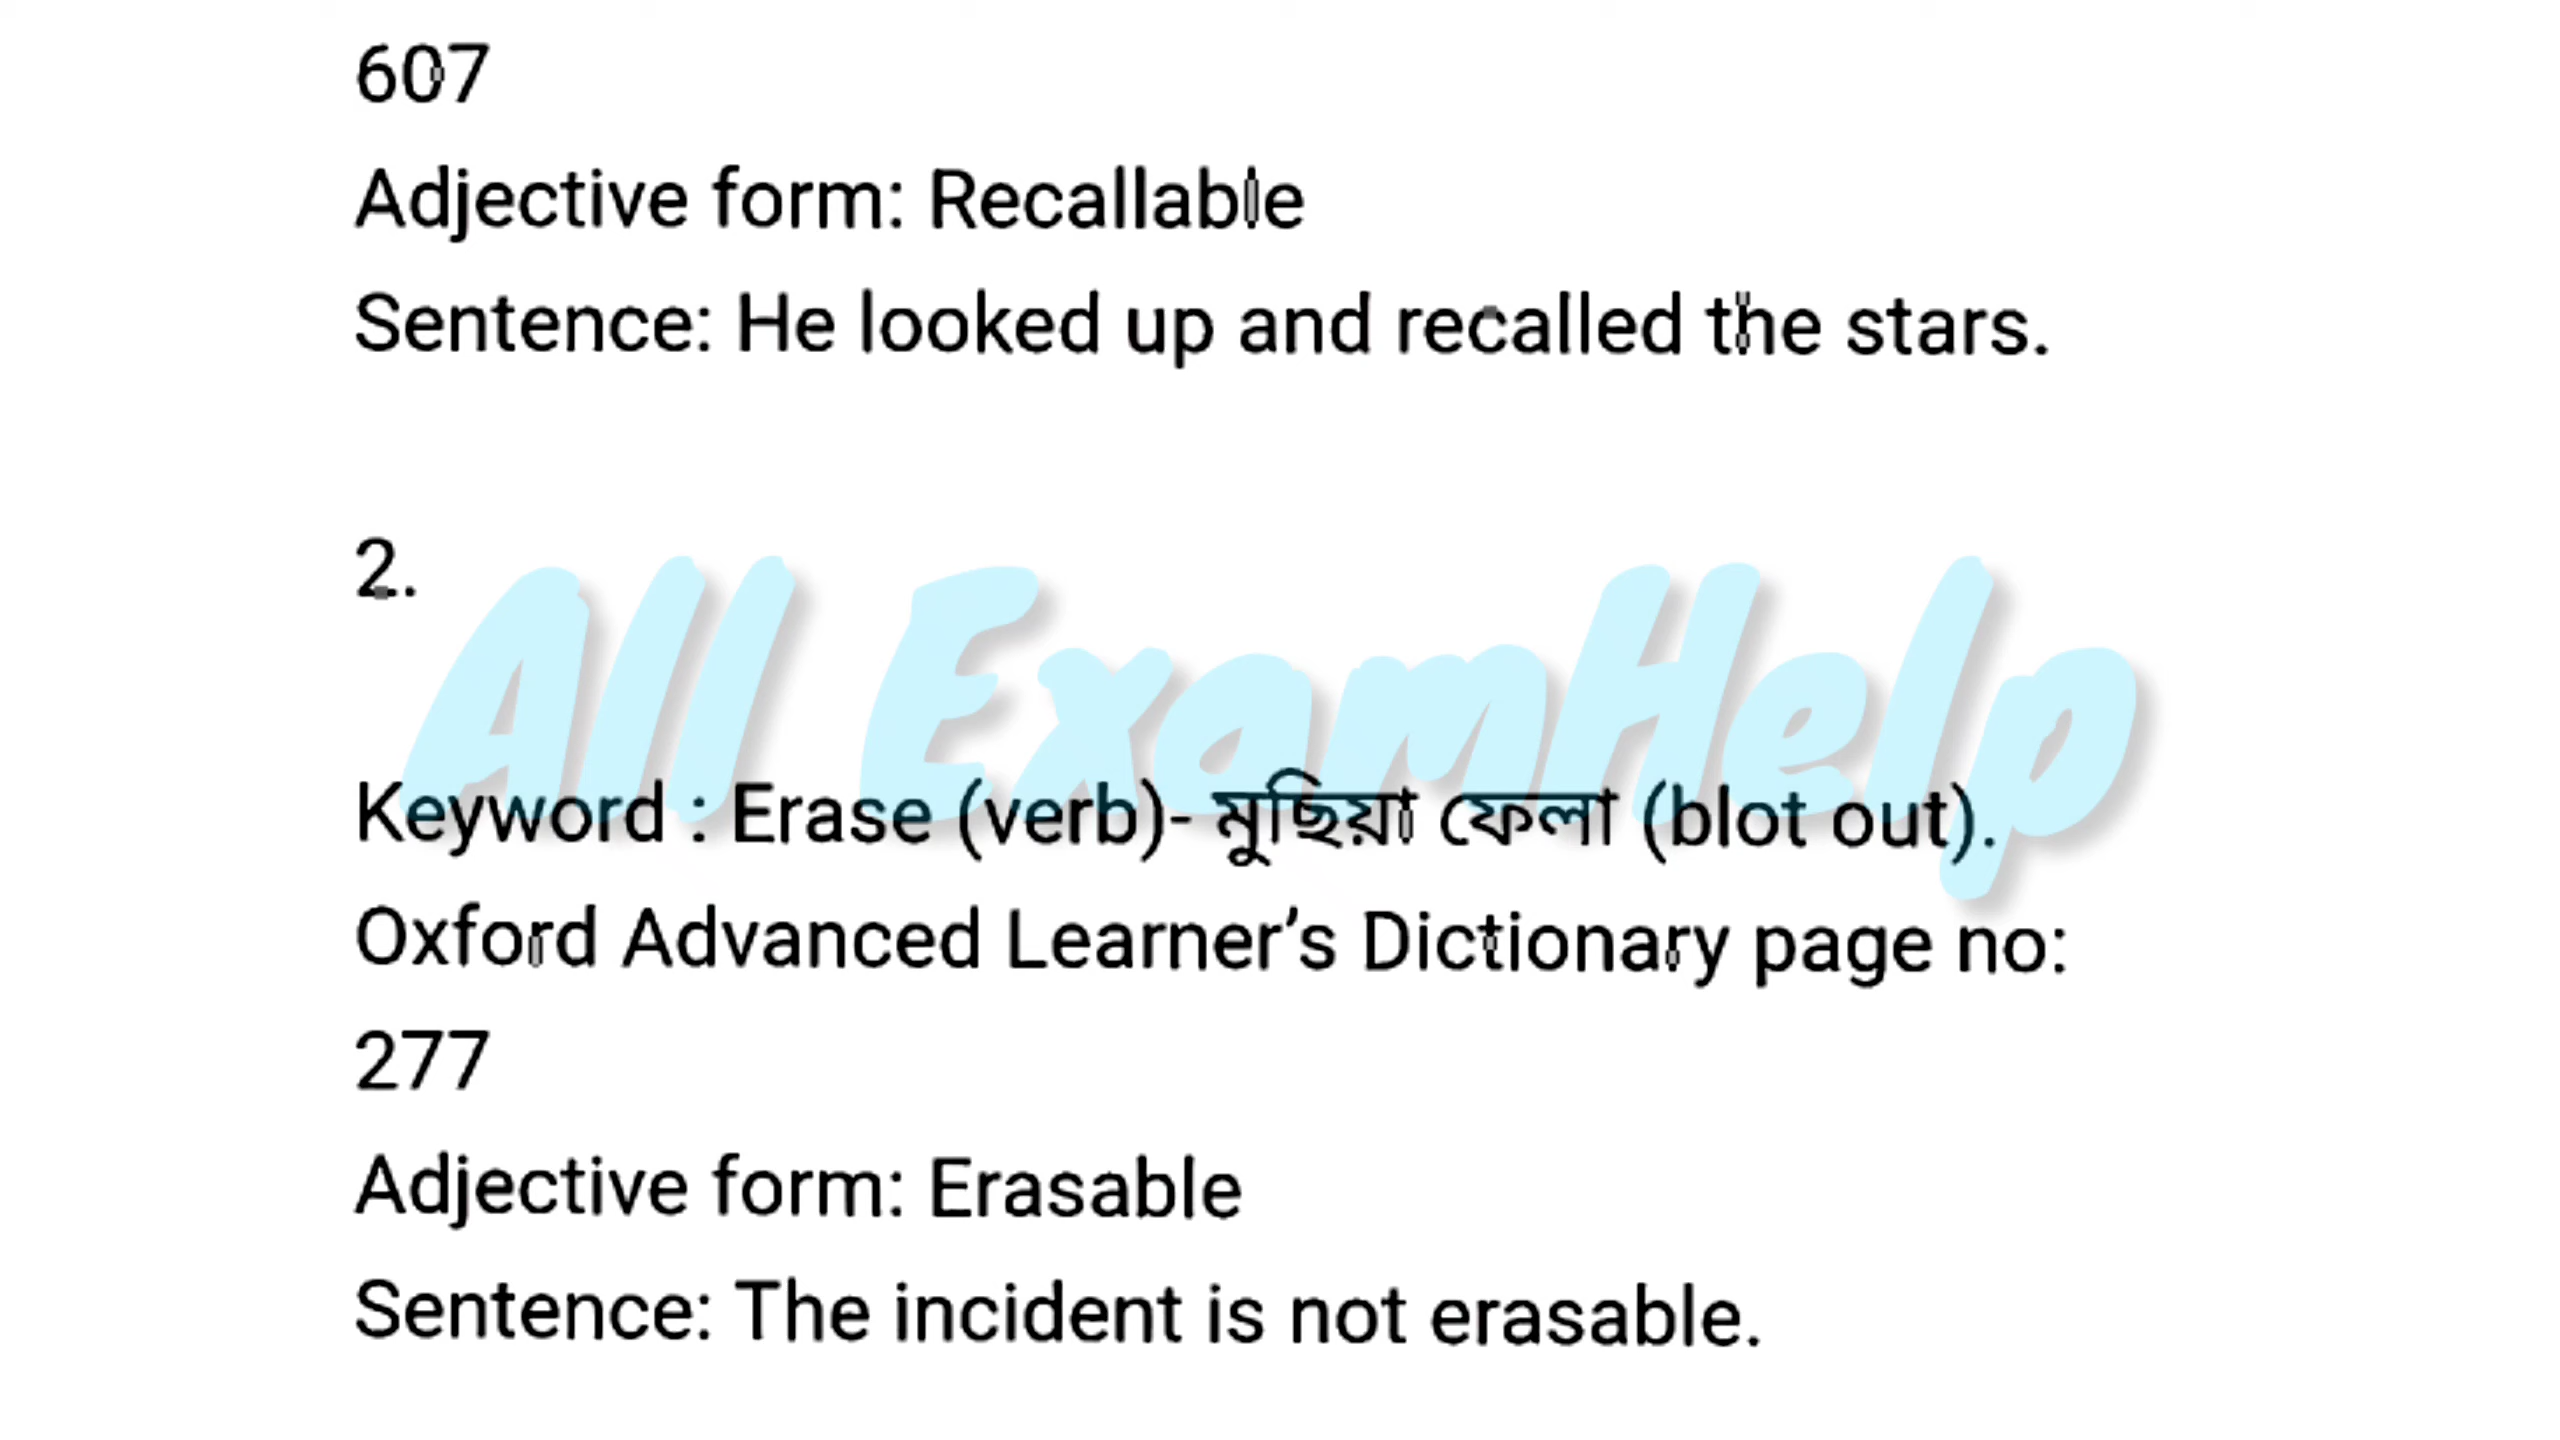 607
Adjective form: Recallable
Sentence: He looked up and recalled the stars.
2.
All ExamHelp
Keyword : Erase (verb)- মুছিয়া ফেলা (blot out).
Oxford Advanced Learner’s Dictionary page no:
277
Adjective form: Erasable
Sentence: The incident is not erasable.